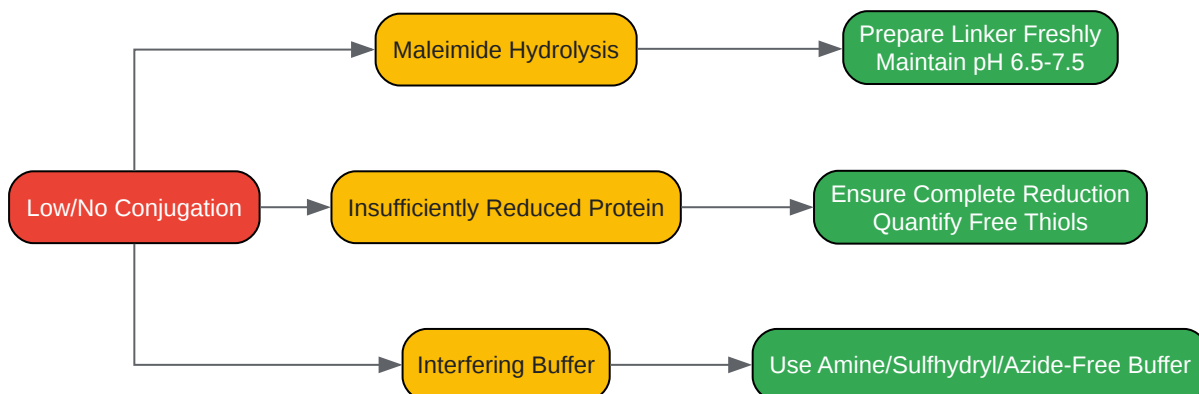 Maleimide Hydrolysis
Prepare Linker Freshly
Maintain pH 6.5-7.5
Low/No Conjugation
Insufficiently Reduced Protein
Ensure Complete Reduction
Quantify Free Thiols
Interfering Buffer
Use Amine/Sulfhydryl/Azide-Free Buffer